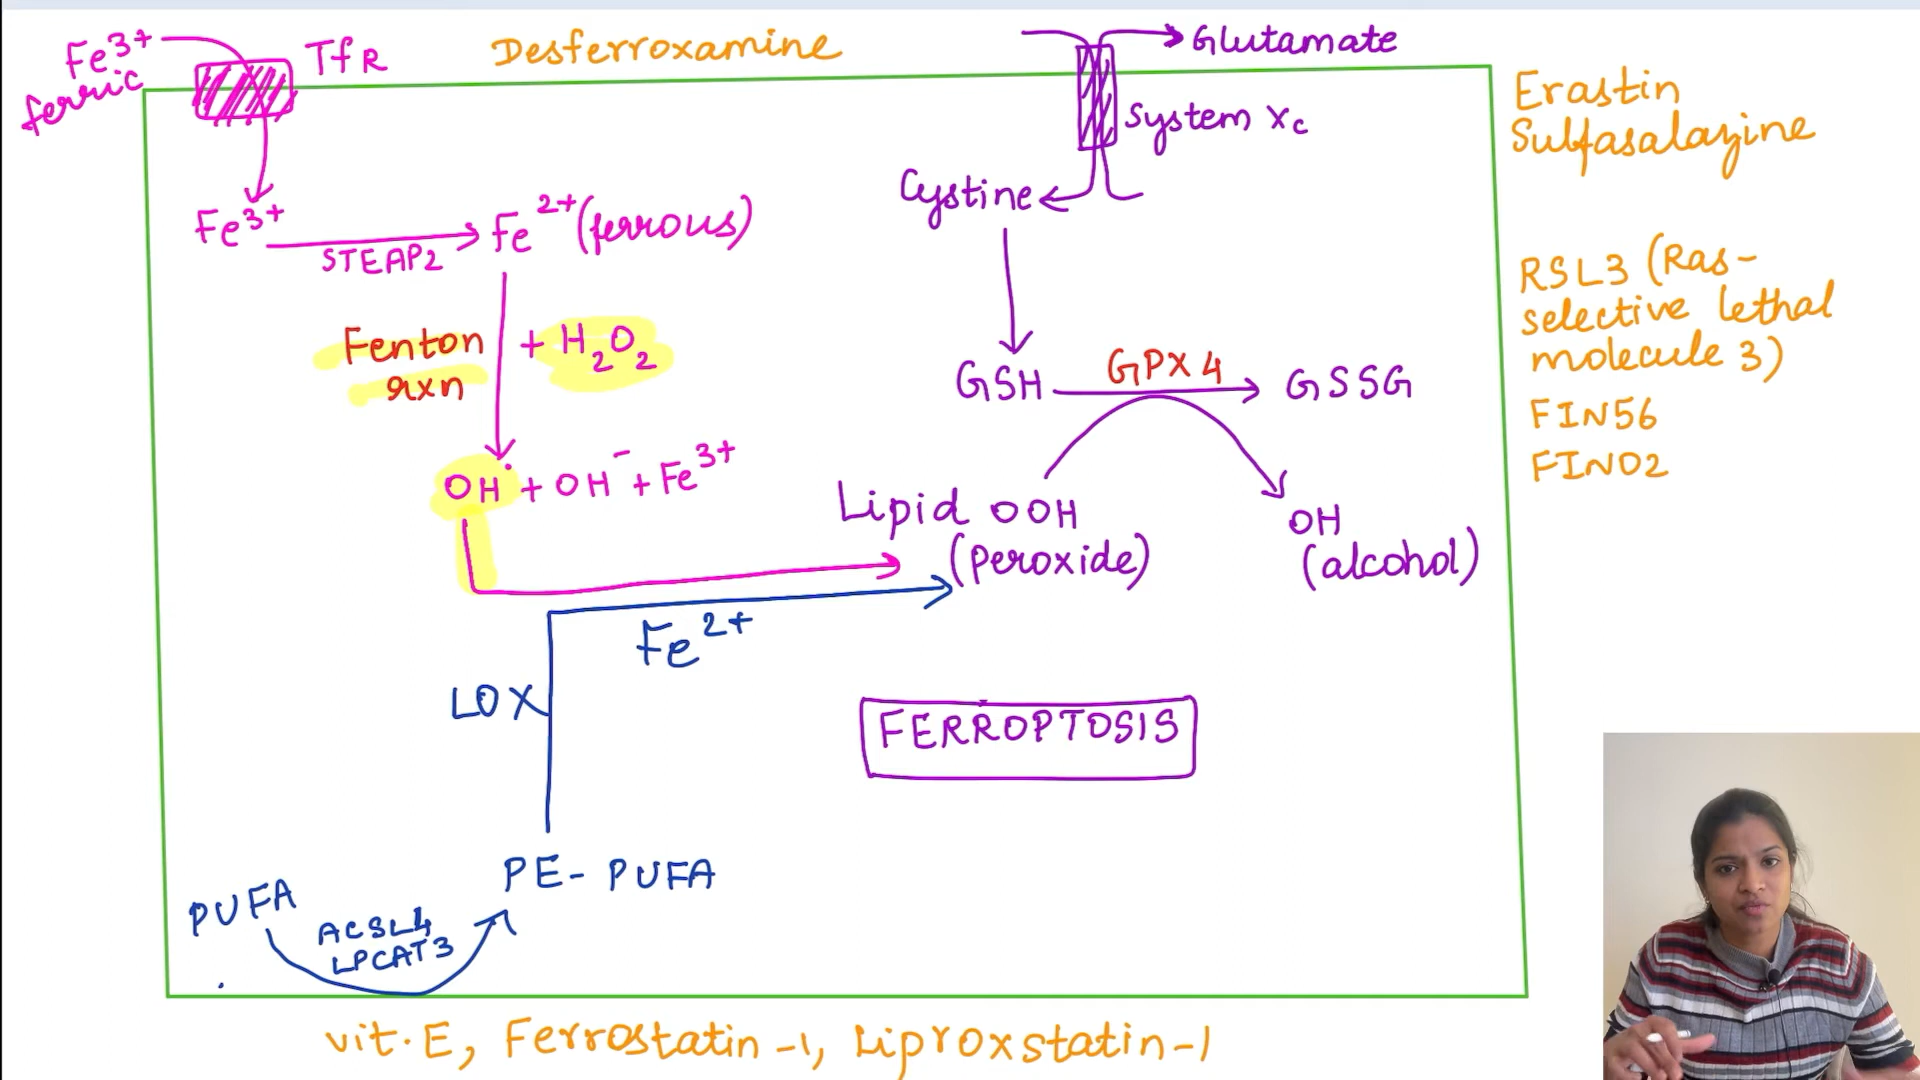 Fe3+
ferric
TfR
Desferroxamine
Glutamate
System Xc
Cystine
Erastin
Sulfasalazine
Fe3+
STEAP2
Fe2+ (ferrous)
Fenton
rxn
+ H2O2
OH• + OH- + Fe3+
GSH
GPX4
GSSG
RSL3 (Ras-
selective lethal
molecule 3)
FIN56
FINO2
Lipid OOH
(Peroxide)
OH
(alcohol)
Fe2+
LOX
FERROPTOSIS
PE- PUFA
PUFA
ACSL4
LPCAT3
vit. E, Ferrostatin -1, Liproxstatin-1